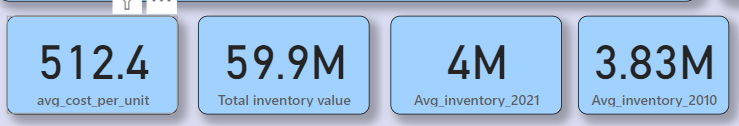 512.4
avg_cost_per_unit
59.9M
Total inventory value
4M
Avg_inventory_2021
3.83M
Avg_inventory_2010